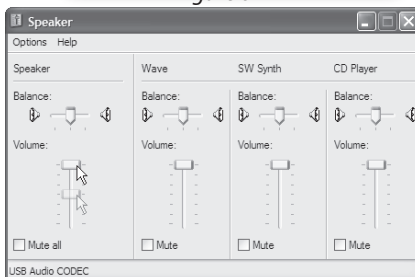 Speaker
Options Help
Speaker Wave SW Synth CD Player
Balance: Balance: Balance: Balance:
Volume: Volume: Volume: Volume:
Mute all Mute Mute Mute
USB Audio CODEC